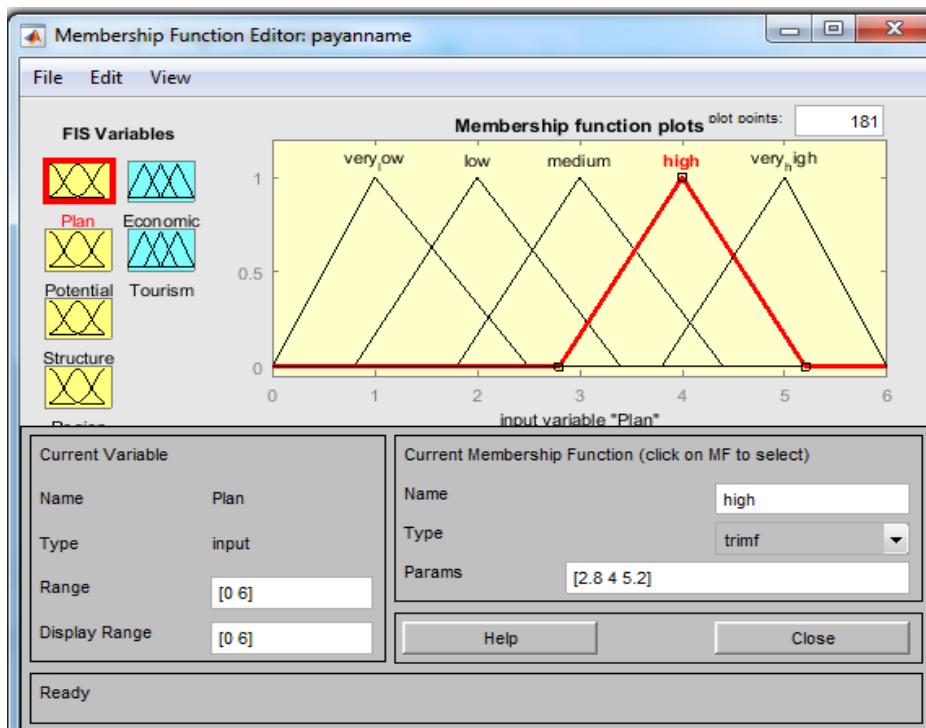 Membership Function Editor: payanname
File Edit View
FIS Variables
Membership function plots plot points: 181
very_low low medium high very_high
1
0.5
0
0 1 2 3 4 5 6
input variable "Plan"
Plan Economic
Potential Tourism
Structure
Region
Current Variable
Name Plan
Type input
Range [0 6]
Display Range [0 6]
Current Membership Function (click on MF to select)
Name high
Type trimf
Params [2.8 4 5.2]
Help Close
Ready